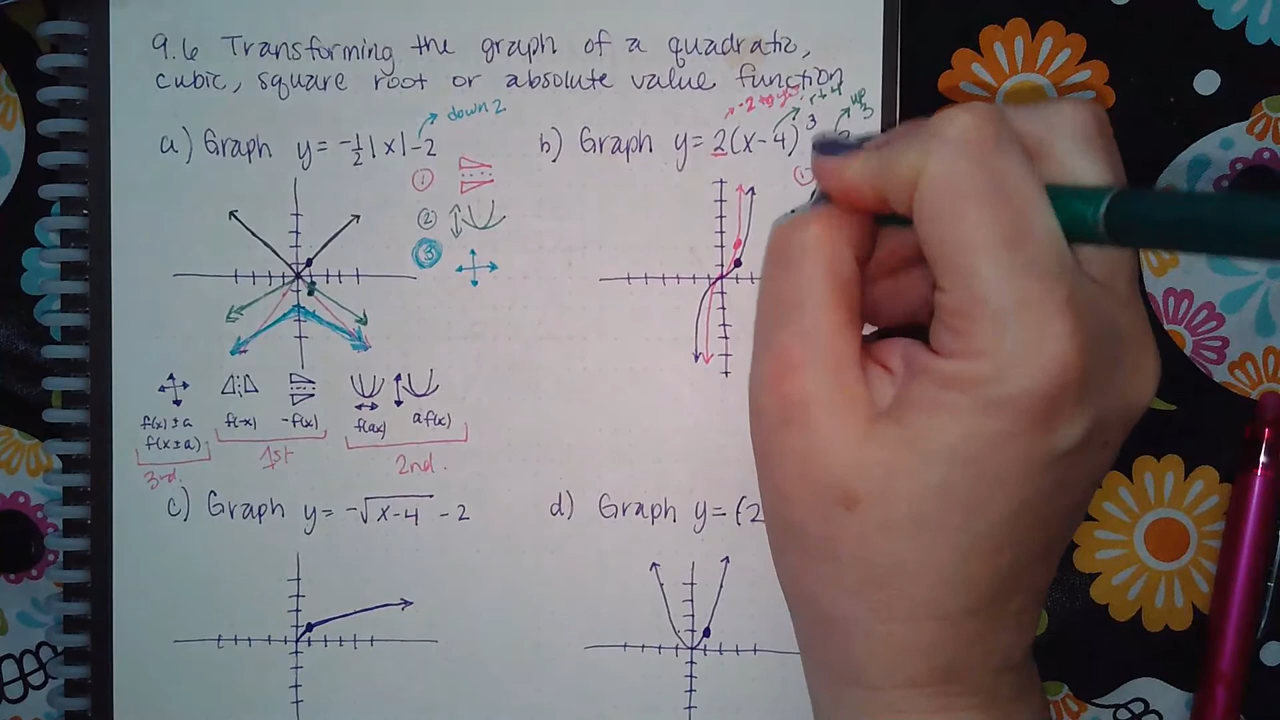 9.6 Transforming the graph of a quadratic,
cubic, square root or absolute value function
a) Graph y = -½|x|-2
down 2
①
②
③
f(x) ± a
f(x±a)
3rd.
f(-x)
-f(x)
1st
f(ax)
a f(x)
2nd.
b) Graph y = 2(x-4)³
up
3
c) Graph y = -√x-4 - 2
d) Graph y = (2